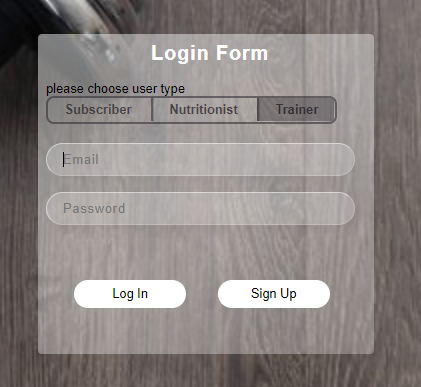 Login Form
please choose user type
Subscriber Nutritionist Trainer
Email
Password
Log In Sign Up